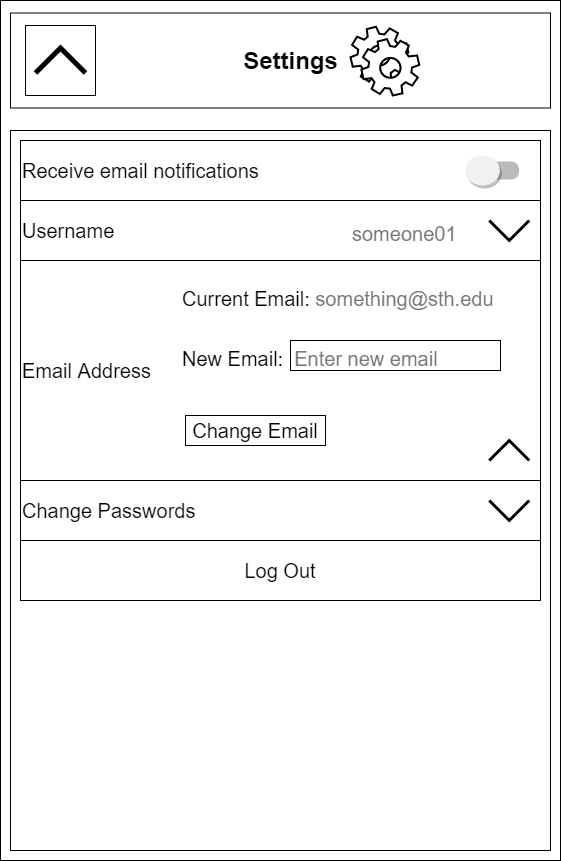 Settings
Receive email notifications
Username someone01
Current Email: something@sth.edu
New Email: Enter new email
Email Address
Change Email
Change Passwords
Log Out